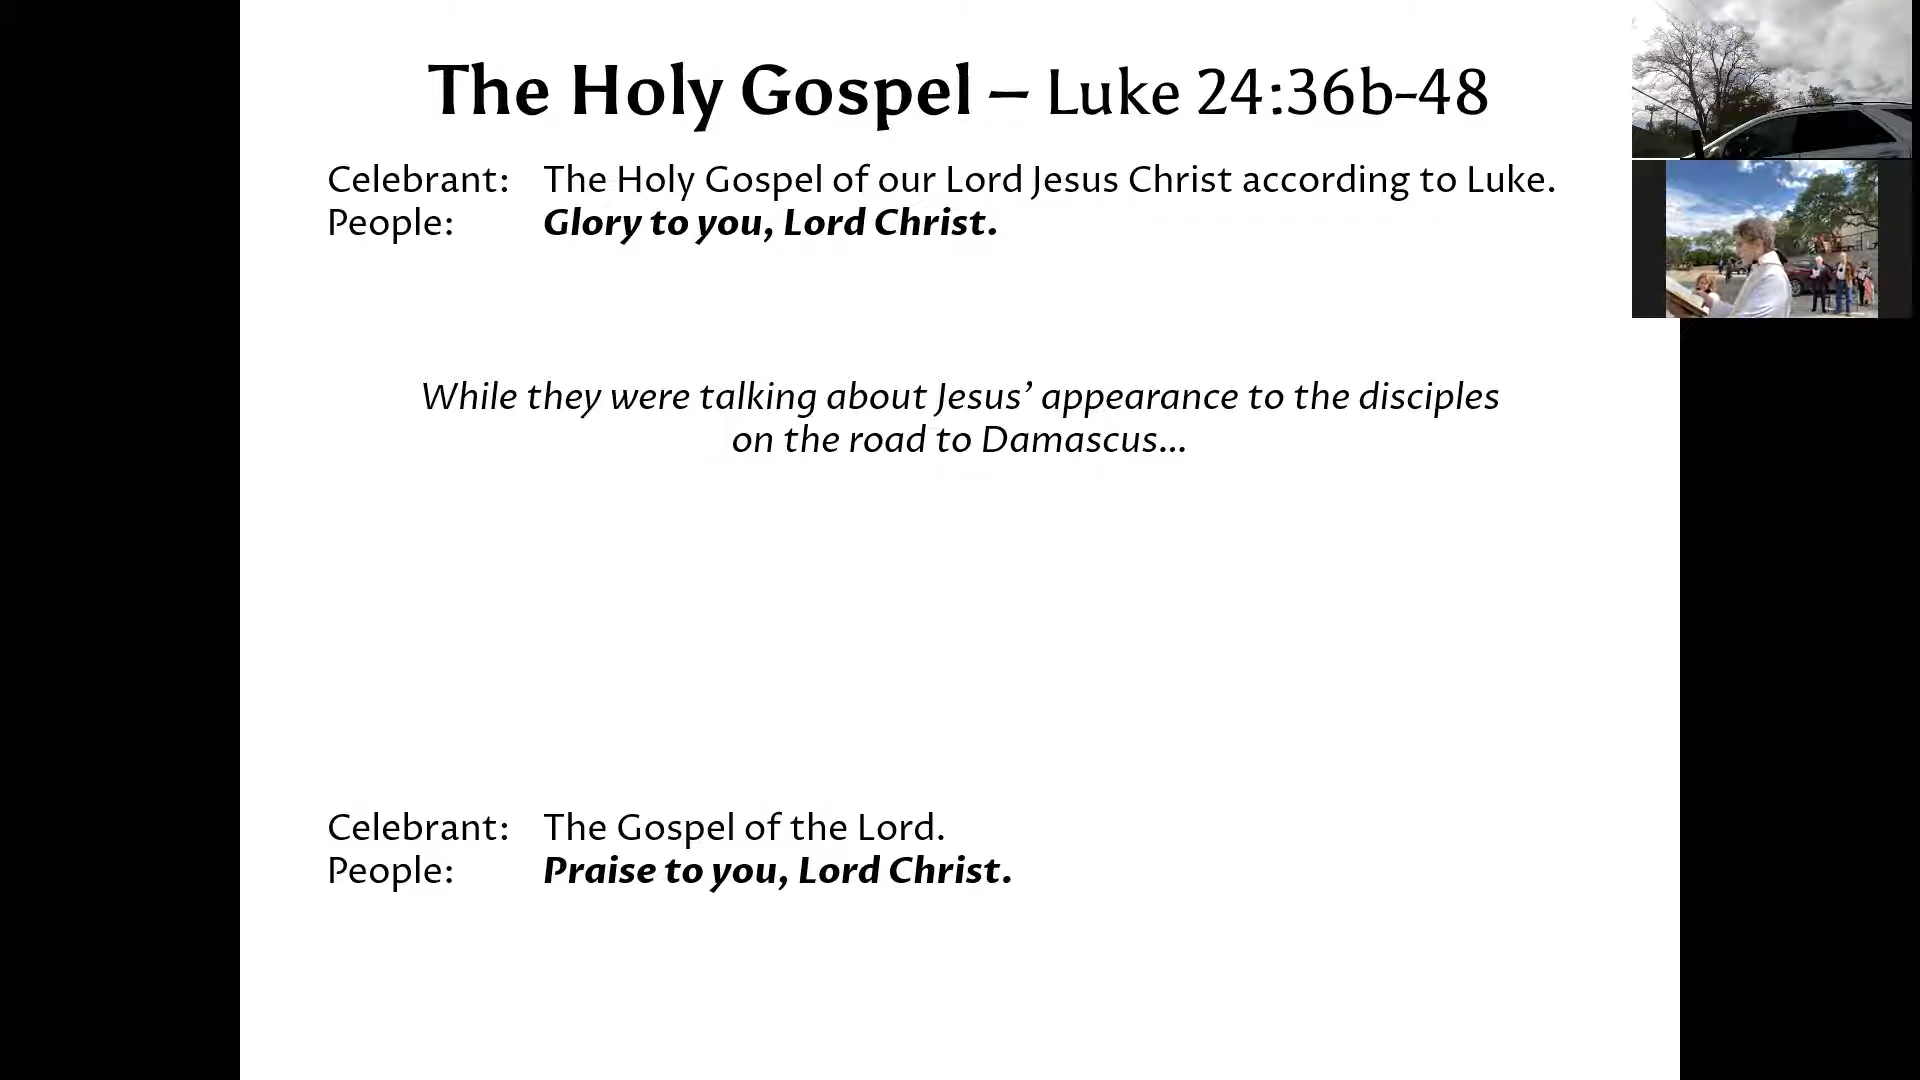 The Holy Gospel – Luke 24:36b-48
Celebrant: The Holy Gospel of our Lord Jesus Christ according to Luke.
People: Glory to you, Lord Christ.
While they were talking about Jesus’ appearance to the disciples
on the road to Damascus...
Celebrant: The Gospel of the Lord.
People: Praise to you, Lord Christ.